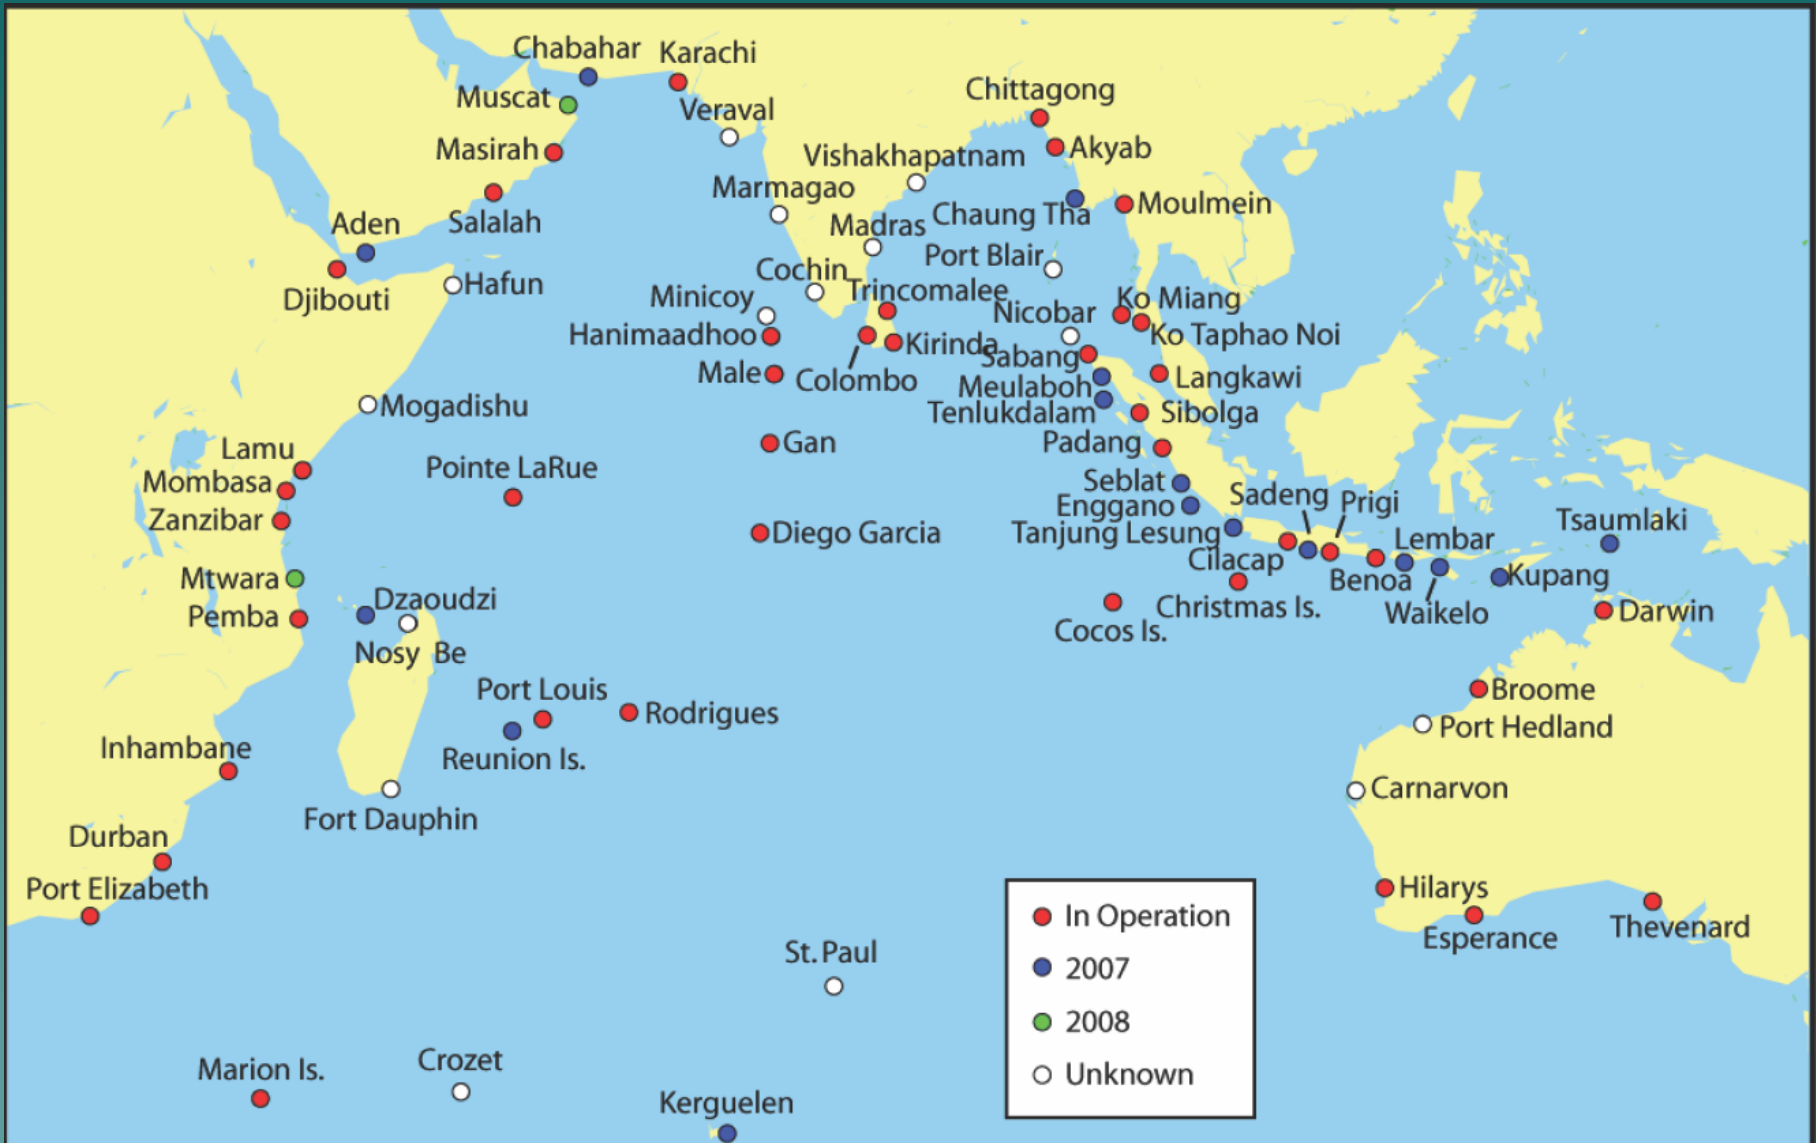 Chabahar
Karachi
Muscat
Veraval
Chittagong
Masirah
Akyab
Vishakhapatnam
Marmagao
Salalah
Aden
Madras
Chaung Tha
Moulmein
Port Blair
Cochin
Hafun
Djibouti
Trincomalee
Minicoy
Nicobar
Ko Miang
Hanimaadhoo
Ko Taphao Noi
Kirinda
Sabang
Male
Colombo
Meulaboh
Langkawi
Mogadishu
Tenlukdalam
Sibolga
Gan
Padang
Lamu
Pointe LaRue
Mombasa
Seblat
Sadeng
Prigi
Enggano
Zanzibar
Diego Garcia
Tanjung Lesung
Lembar
Tsaumlaki
Cilacap
Mtwara
Benoa
Kupang
Dzaoudzi
Christmas Is.
Waikelo
Pemba
Cocos Is.
Darwin
Nosy Be
Port Louis
Broome
Rodrigues
Port Hedland
Inhambane
Reunion Is.
Carnarvon
Fort Dauphin
Durban
Port Elizabeth
Hilarys
Esperance
Thevenard
St. Paul
Marion Is.
Crozet
Kerguelen
In Operation
2007
2008
Unknown